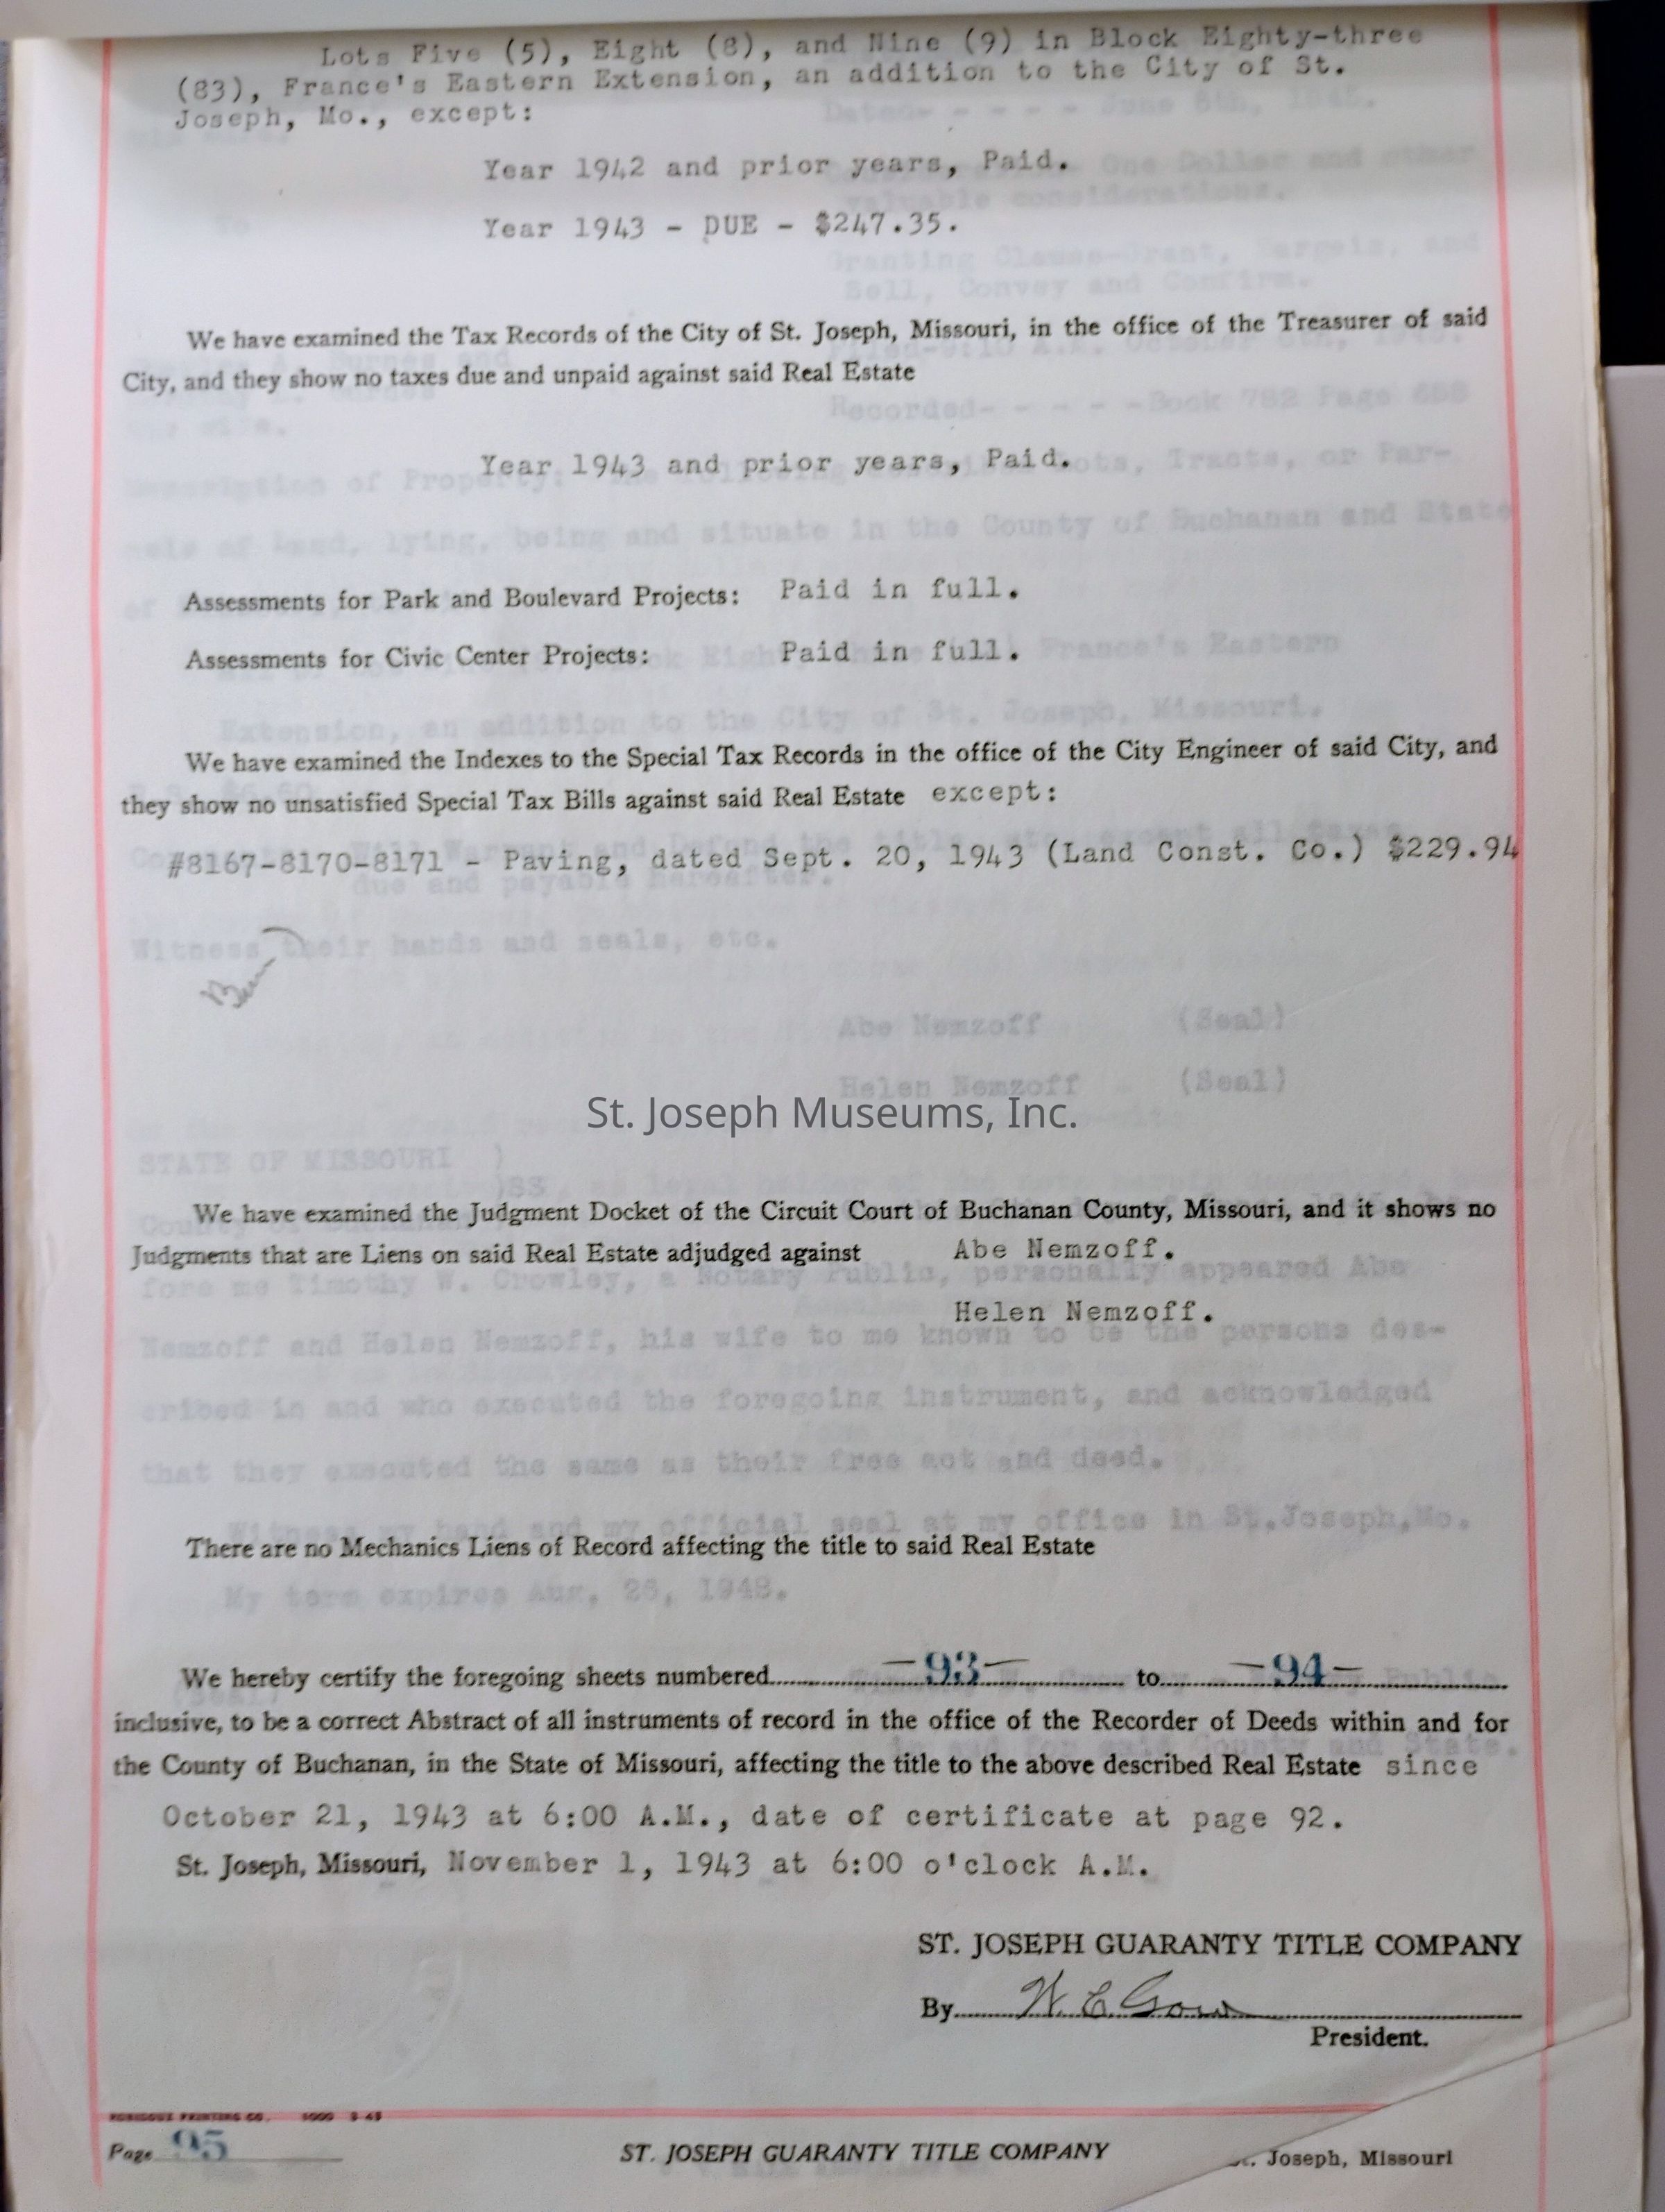 Lots Five (5), Eight (8), and Nine (9) in Block Eighty-three
(83), France's Eastern Extension, an addition to the City of St.
Joseph, Mo., except:
Year 1942 and prior years, Paid.
Year 1943 - DUE - $247.35.
We have examined the Tax Records of the City of St. Joseph, Missouri, in the office of the Treasurer of said
City, and they show no taxes due and unpaid against said Real Estate
Year 1943 and prior years, Paid.
Assessments for Park and Boulevard Projects: Paid in full.
Assessments for Civic Center Projects: Paid in full.
We have examined the Indexes to the Special Tax Records in the office of the City Engineer of said City, and
they show no unsatisfied Special Tax Bills against said Real Estate except:
#8167-8170-8171 - Paving, dated Sept. 20, 1943 (Land Const. Co.) $229.94
St. Joseph Museums, Inc.
We have examined the Judgment Docket of the Circuit Court of Buchanan County, Missouri, and it shows no
Judgments that are Liens on said Real Estate adjudged against Abe Nemzoff.
Helen Nemzoff.
There are no Mechanics Liens of Record affecting the title to said Real Estate
We hereby certify the foregoing sheets numbered -93- to -94-
inclusive, to be a correct Abstract of all instruments of record in the office of the Recorder of Deeds within and for
the County of Buchanan, in the State of Missouri, affecting the title to the above described Real Estate since
October 21, 1943 at 6:00 A.M., date of certificate at page 92.
St. Joseph, Missouri, November 1, 1943 at 6:00 o'clock A.M.
ST. JOSEPH GUARANTY TITLE COMPANY
By
President.
PRINTING CO.
Page 95
ST. JOSEPH GUARANTY TITLE COMPANY
Joseph, Missouri